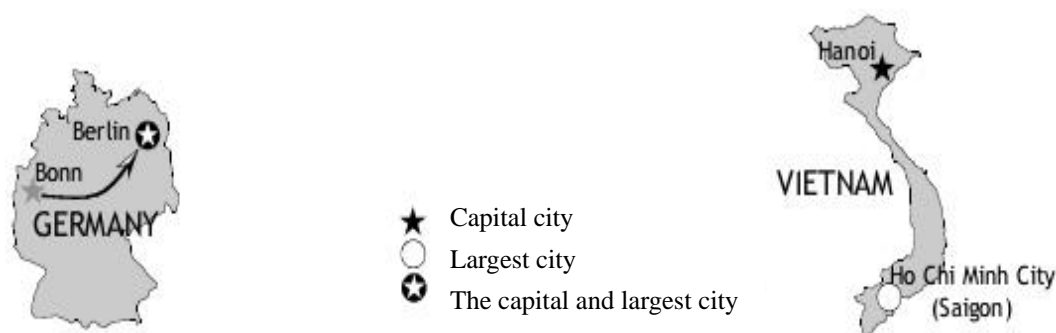 Berlin
Bonn
GERMANY
Capital city
Largest city
The capital and largest city
Hanoi
VIETNAM
Ho Chi Minh City
(Saigon)